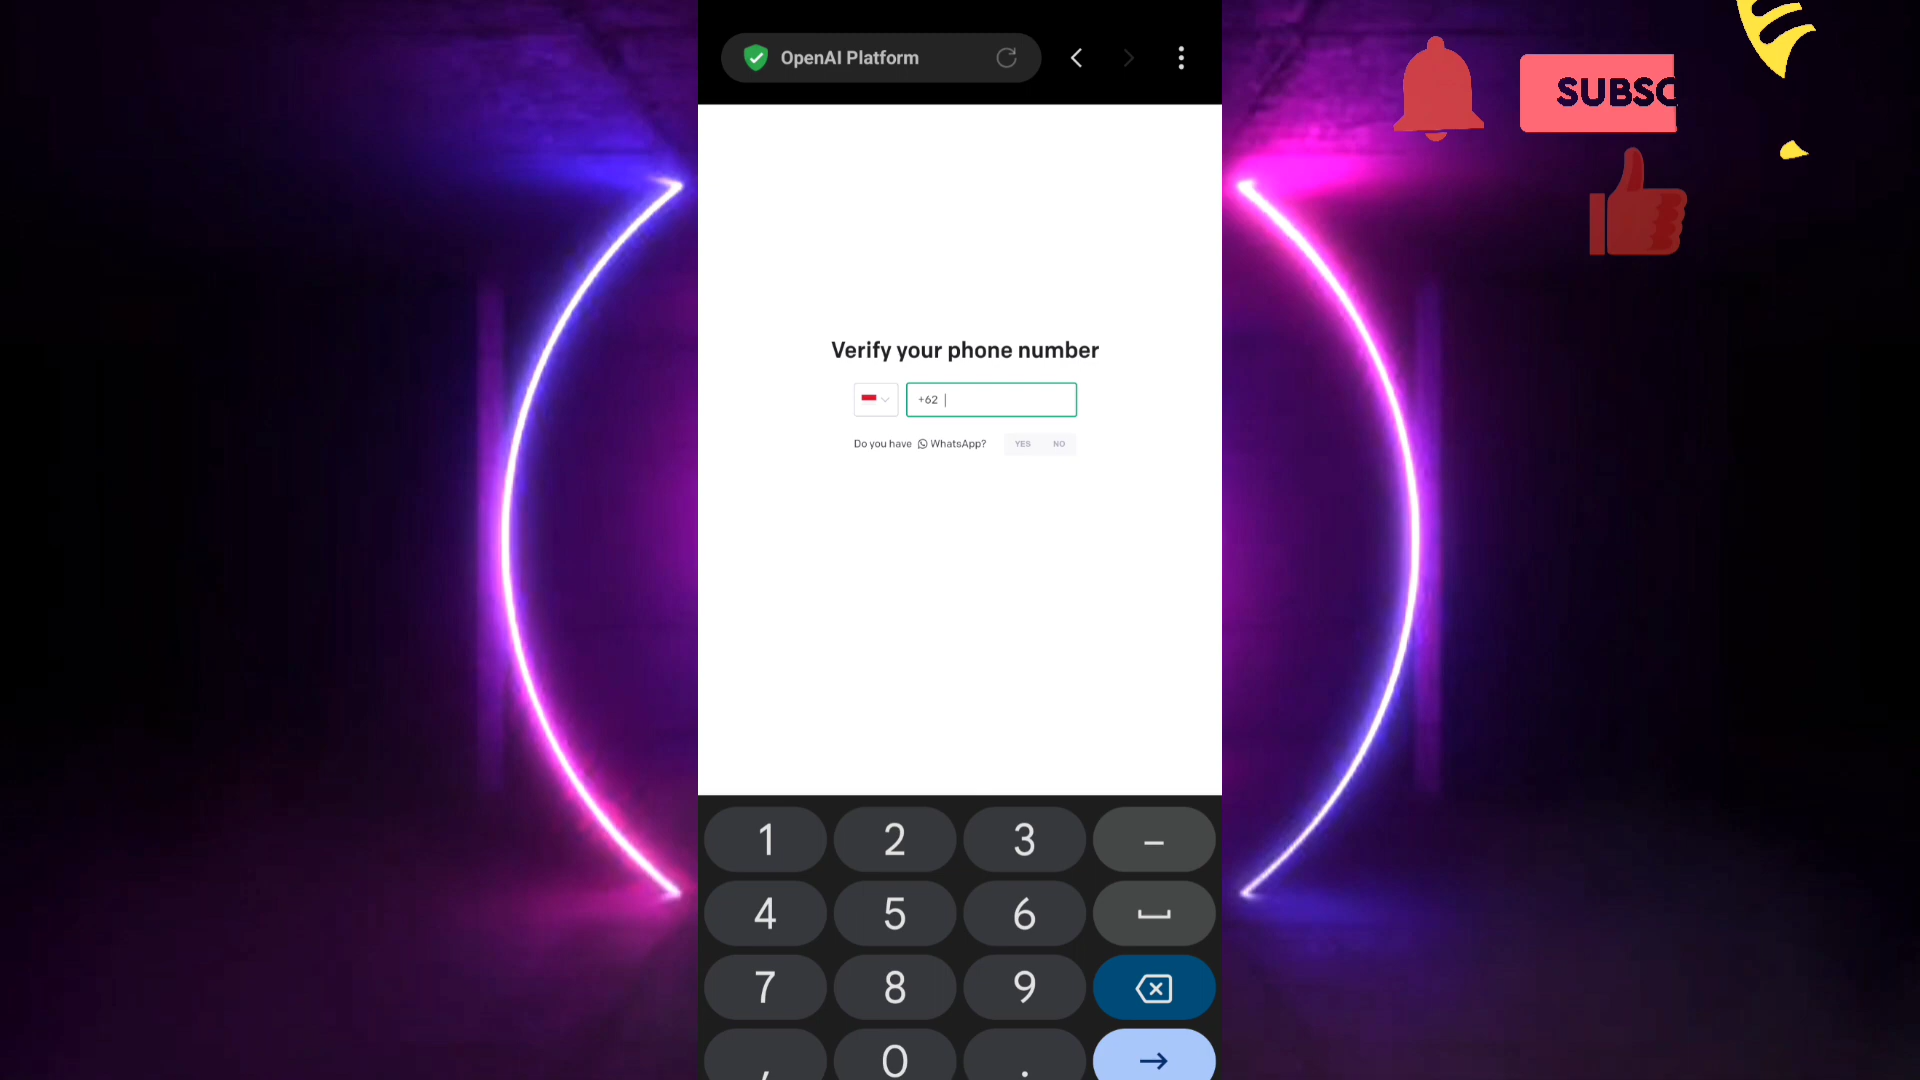 OpenAI Platform
SUBSC
Verify your phone number
+62
Do you have WhatsApp? YES NO
1 2 3 –
4 5 6
7 8 9
, 0 .